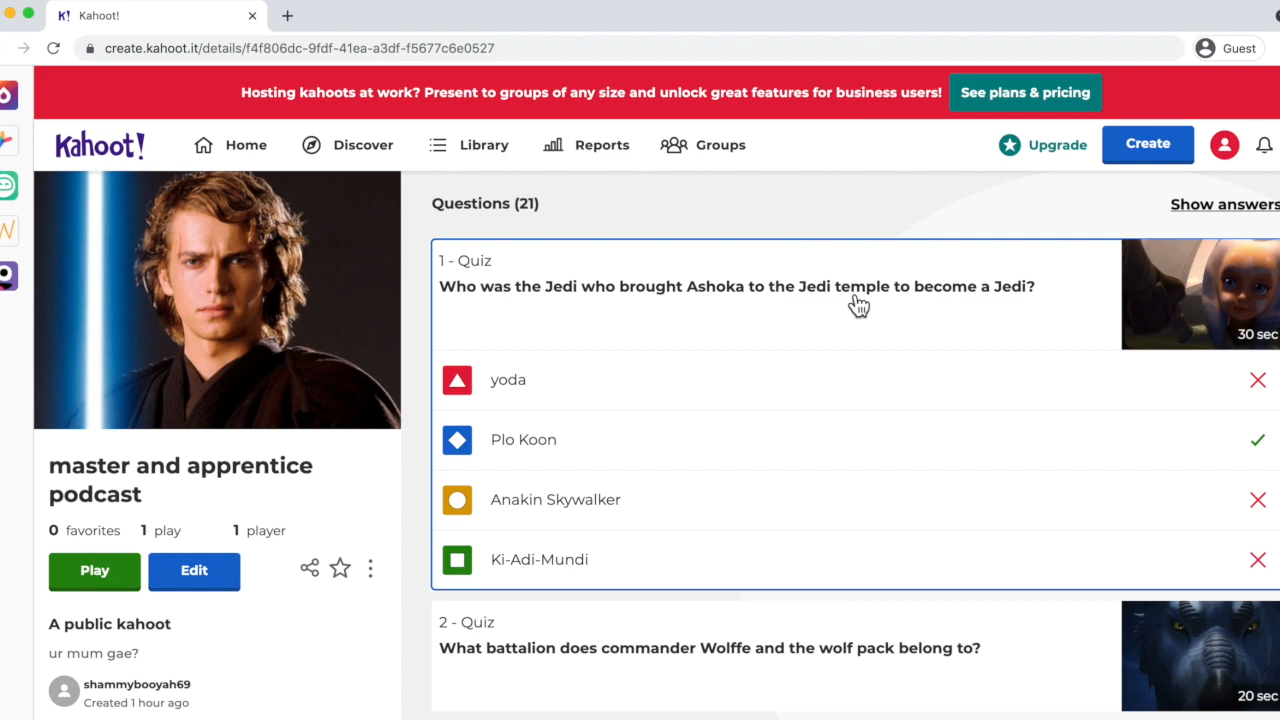 K! Kahoot!
create.kahoot.it/details/f4f806dc-9fdf-41ea-a3df-f5677c6e0527
Guest
Hosting kahoots at work? Present to groups of any size and unlock great features for business users!
See plans & pricing
Kahoot!
Home
Discover
Library
Reports
Groups
Upgrade
Create
master and apprentice
podcast
0 favorites
1 play
1 player
Play
Edit
A public kahoot
ur mum gae?
shammybooyah69
Created 1 hour ago
Questions (21)
Show answers
1 - Quiz
Who was the Jedi who brought Ashoka to the Jedi temple to become a Jedi?
30 sec
yoda
Plo Koon
Anakin Skywalker
Ki-Adi-Mundi
2 - Quiz
What battalion does commander Wolffe and the wolf pack belong to?
20 sec